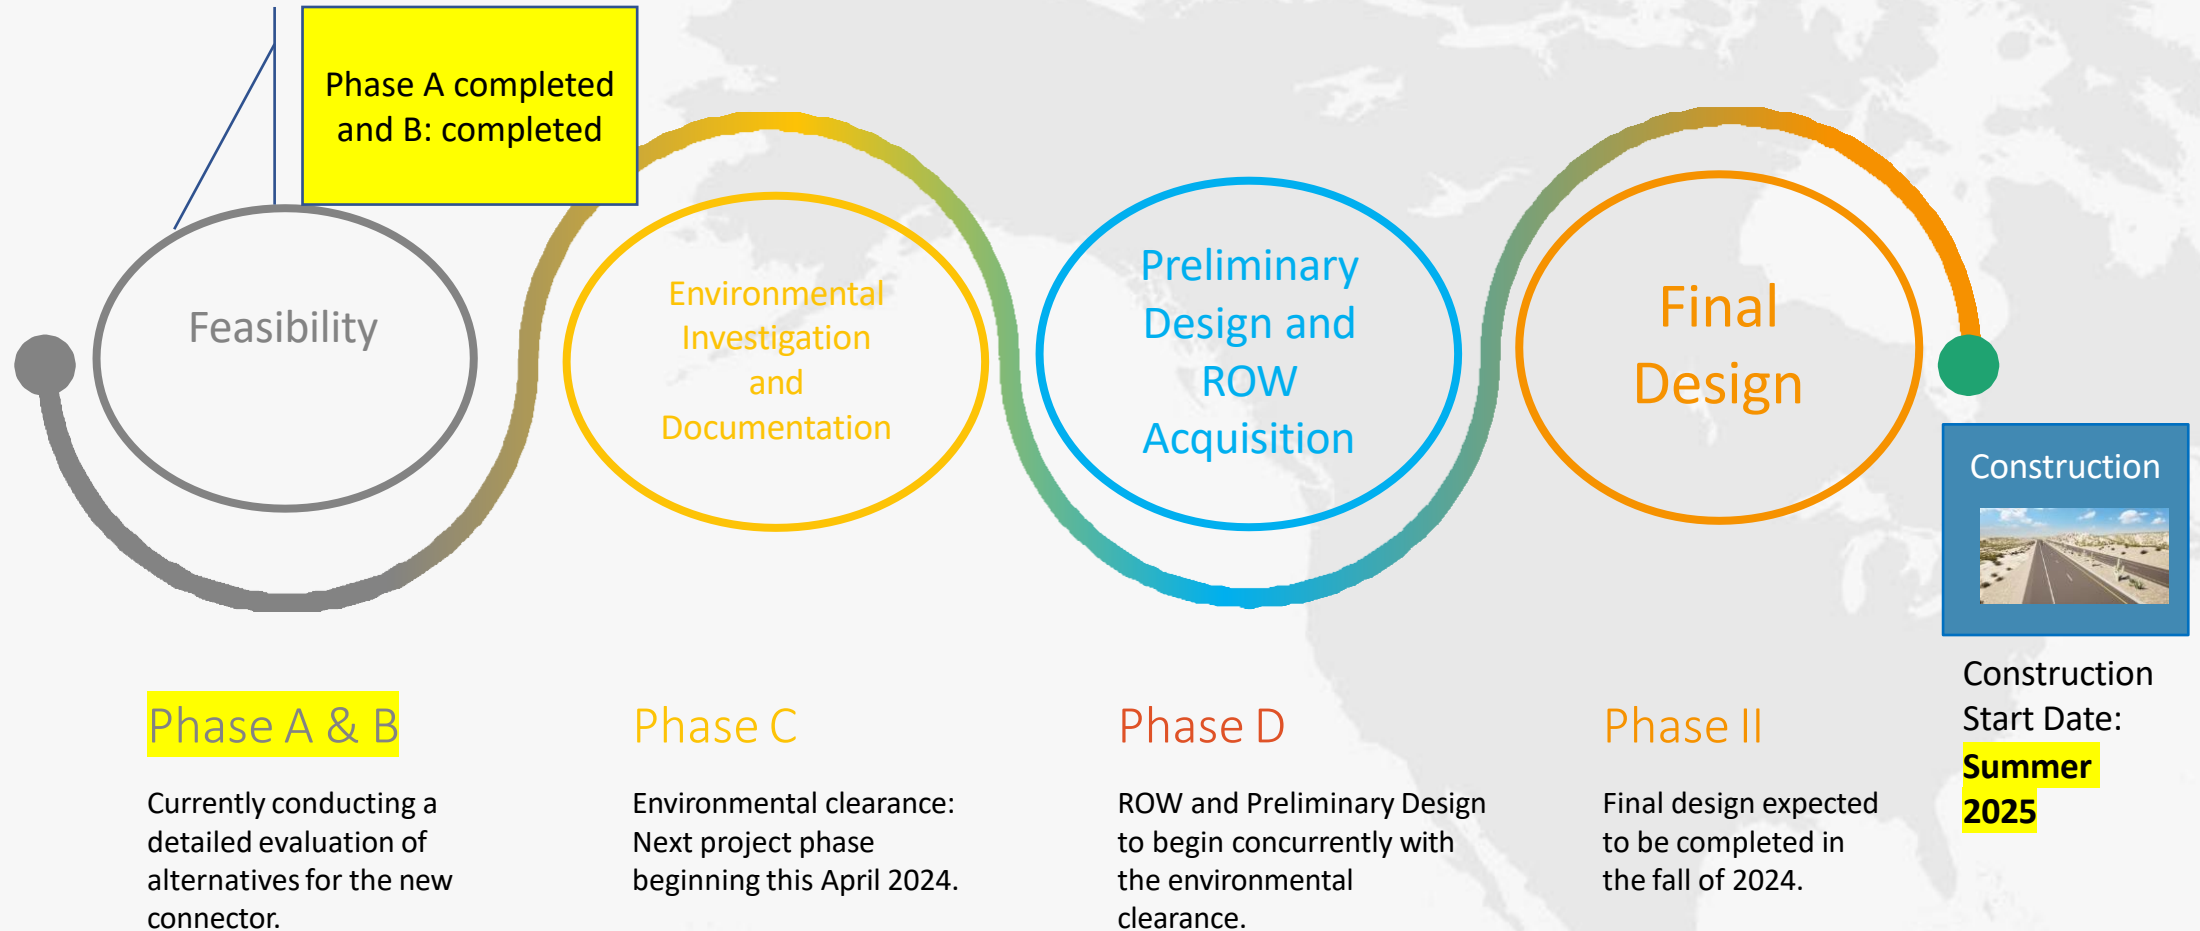 Phase A completed
and B: completed
Feasibility
Environmental
Investigation
and
Documentation
Preliminary
Design and
ROW
Acquisition
Final
Design
Construction
Phase A & B
Currently conducting a
detailed evaluation of
alternatives for the new
connector.
Phase C
Environmental clearance:
Next project phase
beginning this April 2024.
Phase D
ROW and Preliminary Design
to begin concurrently with
the environmental
clearance.
Phase II
Final design expected
to be completed in
the fall of 2024.
Construction
Start Date:
Summer
2025